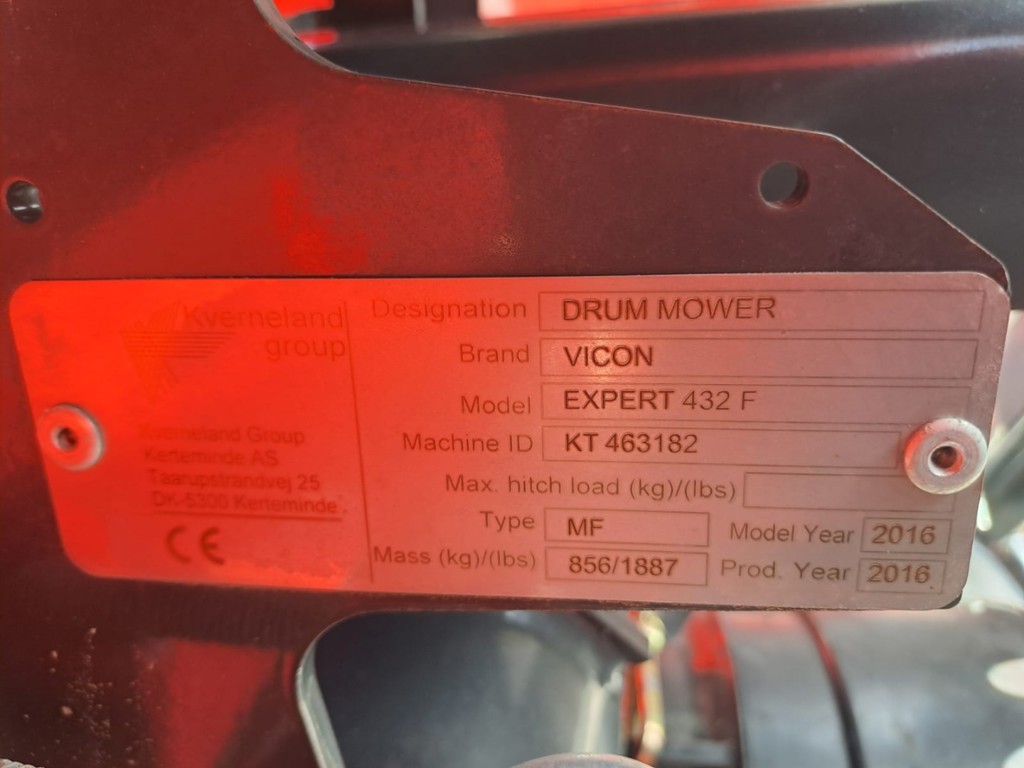 Kverneland
group
Kverneland Group
Kerteminde AS
Taarupstrandvej 25
DK-5300 Kerteminde
CE
Designation DRUM MOWER
Brand VICON
Model EXPERT 432 F
Machine ID KT 463182
Max. hitch load (kg)/(lbs)
Type MF Model Year 2016
Mass (kg)/(lbs) 856/1887 Prod. Year 2016